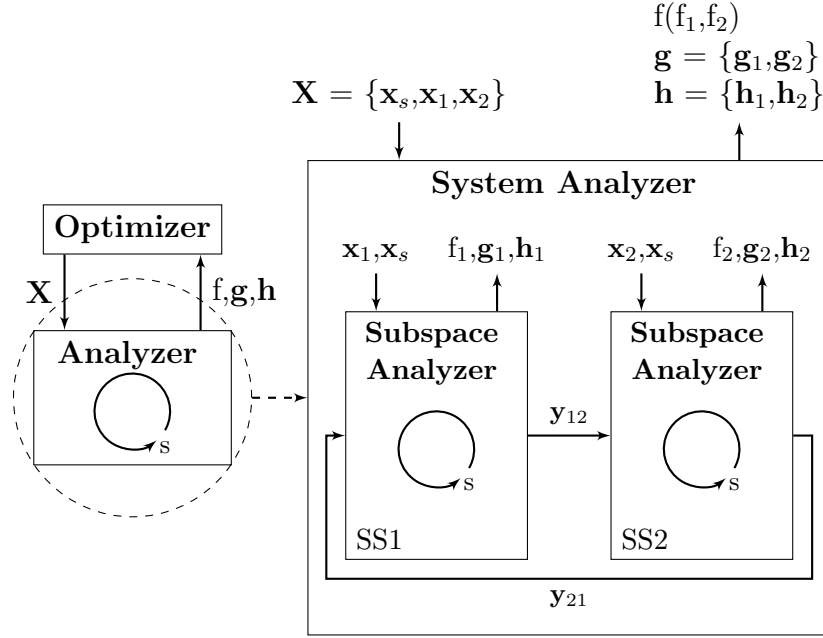 f(f₁,f₂)
g = {g₁,g₂}
h = {h₁,h₂}
X = {xₛ,x₁,x₂}
System Analyzer
Optimizer
X
f,g,h
Analyzer
s
x₁,xₛ
f₁,g₁,h₁
x₂,xₛ
f₂,g₂,h₂
Subspace
Analyzer
s
SS1
y₁₂
Subspace
Analyzer
s
SS2
y₂₁